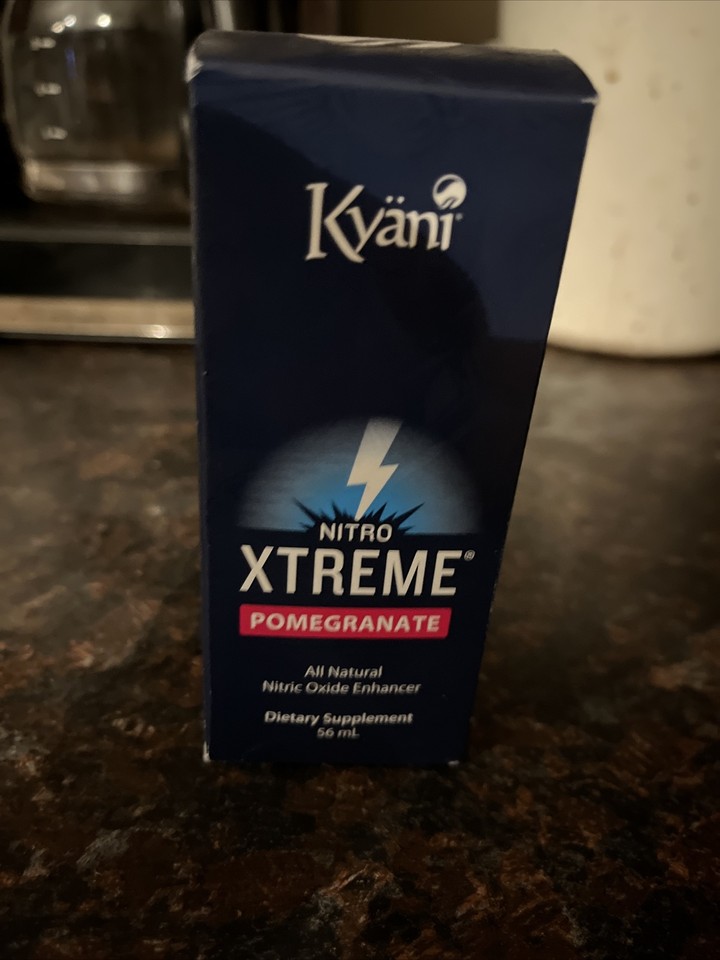 Kyäni®
NITRO
XTREME®
POMEGRANATE
All Natural
Nitric Oxide Enhancer
Dietary Supplement
56 mL